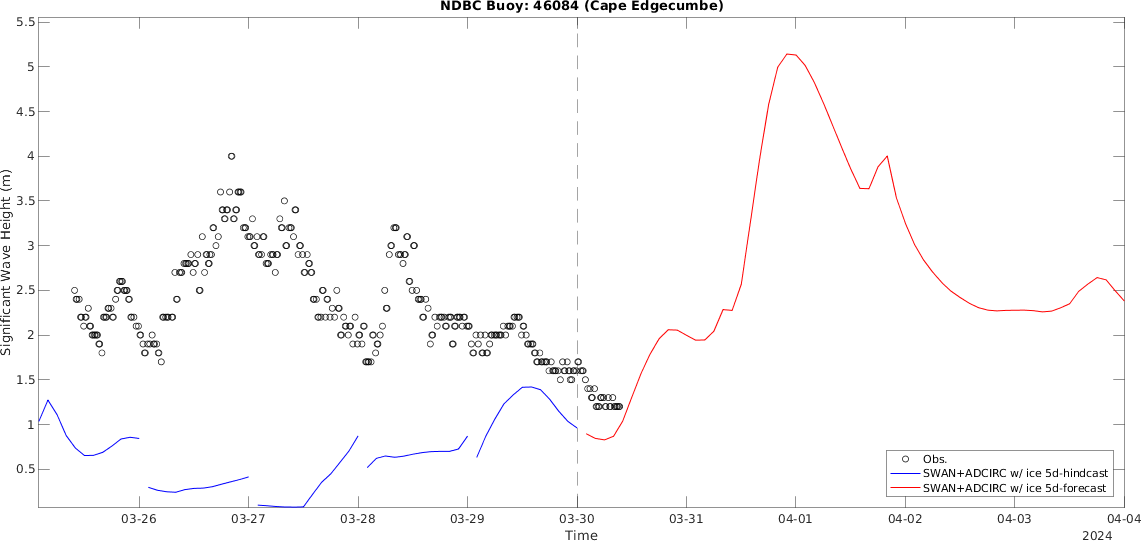 NDBC Buoy: 46084 (Cape Edgecumbe)
5.5
5
4.5
4
3.5
3
2.5
2
1.5
1
0.5
Significant Wave Height (m)
Obs.
SWAN+ADCIRC w/ ice 5d-hindcast
SWAN+ADCIRC w/ ice 5d-forecast
03-26 03-27 03-28 03-29 03-30 03-31 04-01 04-02 04-03 04-04
Time
2024